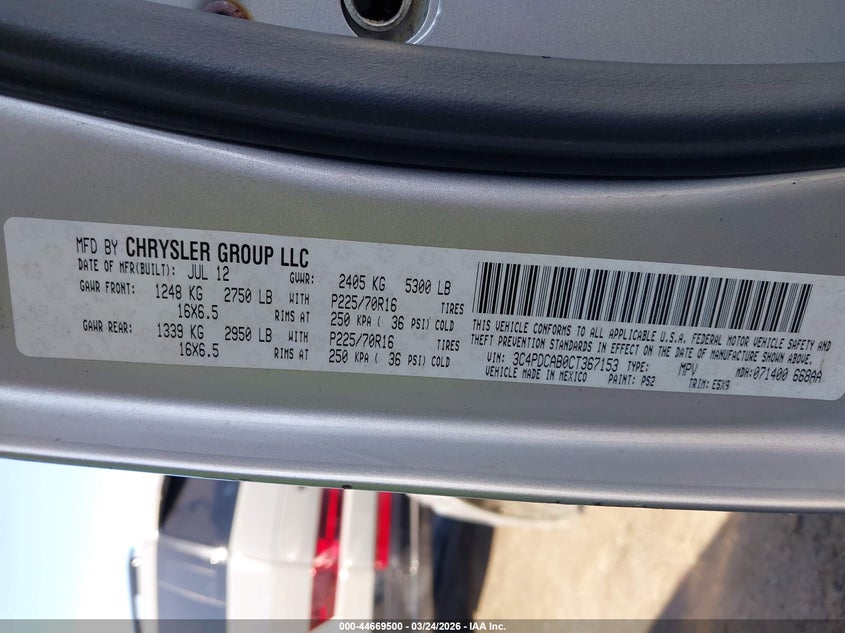 MFD BY CHRYSLER GROUP LLC
DATE OF MFR(BUILT): JUL 12 GVWR: 2405 KG 5300 LB
GAWR FRONT: 1248 KG 2750 LB WITH P225/70R16 TIRES
16X6.5 RIMS AT 250 KPA ( 36 PSI) COLD
GAWR REAR: 1339 KG 2950 LB WITH P225/70R16 TIRES
16X6.5 RIMS AT 250 KPA ( 36 PSI) COLD
THIS VEHICLE CONFORMS TO ALL APPLICABLE U.S.A. FEDERAL MOTOR VEHICLE SAFETY AND
THEFT PREVENTION STANDARDS IN EFFECT ON THE DATE OF MANUFACTURE SHOWN ABOVE.
VIN: 3C4PDCAB0CT367153 TYPE: MPV MDH:071400 668AA
VEHICLE MADE IN MEXICO PAINT: PS2 TRIM: E5X9
000-44669500 - 03/24/2026 - IAA Inc.